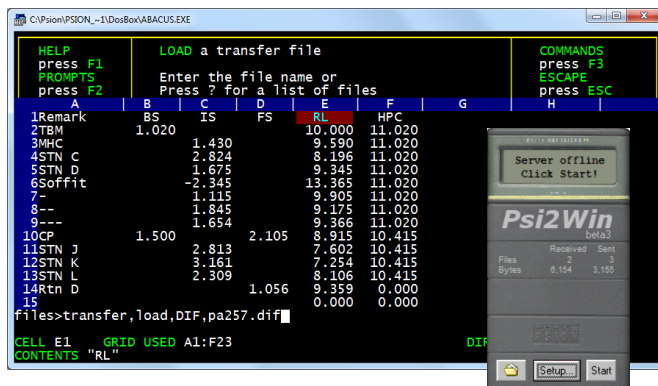 C:\Psion\PSION_~1\DosBox\ABACUS.EXE
HELP LOAD a transfer file COMMANDS
press F1 press F3
PROMPTS Enter the file name or ESCAPE
press F2 Press ? for a list of files press ESC
A | B | C | D | E | F | G | H |
1Remark BS IS FS RL HPC
2TBM 1.020 10.000 11.020
3MHC 1.430 9.590 11.020
4STN C 2.824 8.196 11.020
5STN D 1.675 9.345 11.020
6Soffit -2.345 13.365 11.020
7- 1.115 9.905 11.020
8-- 1.845 9.175 11.020
9--- 1.654 9.366 11.020
10CP 1.500 2.105 8.915 10.415
11STN J 2.813 7.602 10.415
12STN K 3.161 7.254 10.415
13STN L 2.309 8.106 10.415
14Rtn D 1.056 9.359 0.000
15 0.000 0.000
files>transfer,load,DIF,pa257.dif
CELL E1 GRID USED A1:F23 DIR
CONTENTS "RL"
Server offline
Click Start!
Psi2Win
beta3
Received Sent
Files 2 3
Bytes 6,154 3,155
Setup... Start